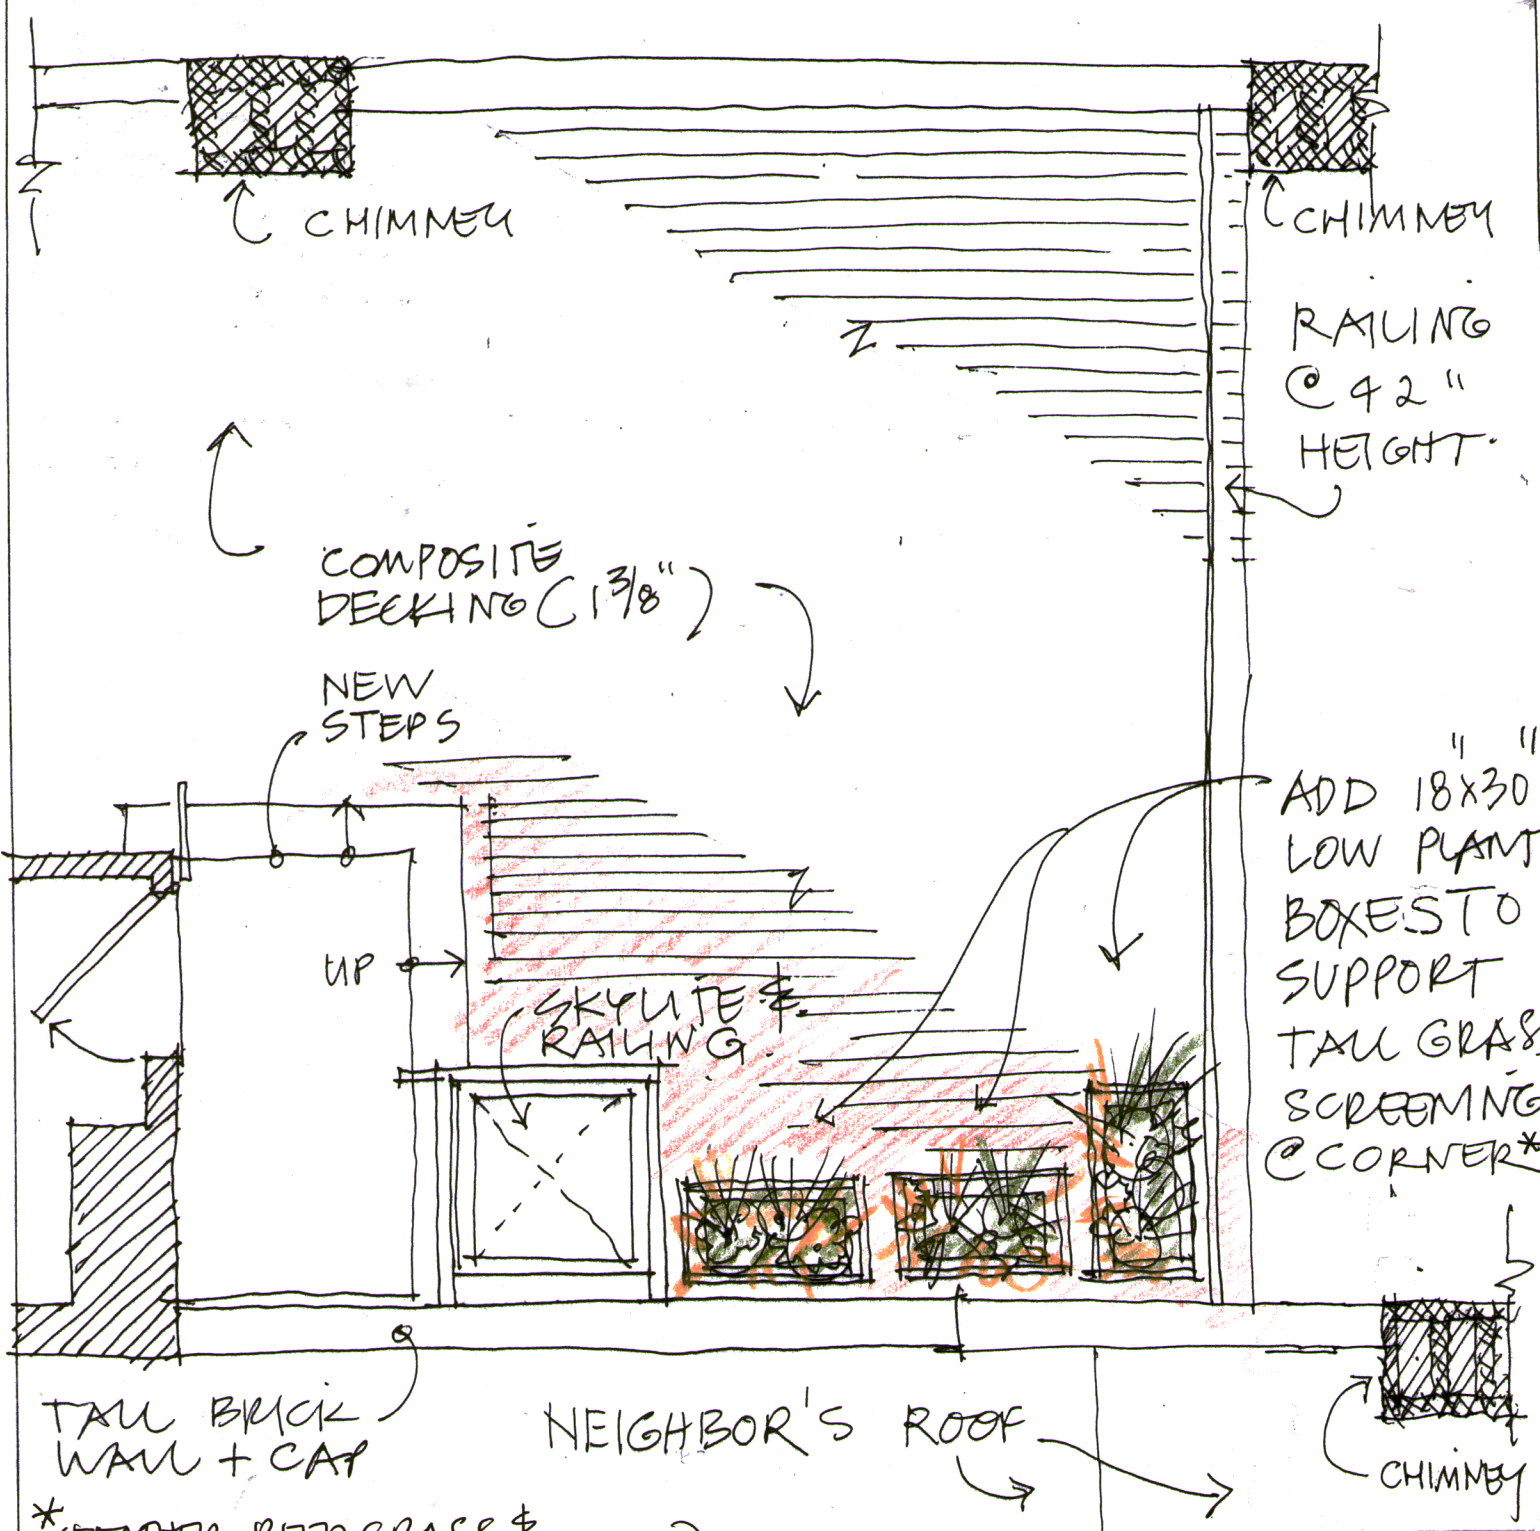 CHIMNEY
CHIMNEY
RAILING
@ 42"
HEIGHT.
COMPOSITE
DECKING (1 3/8")
NEW
STEPS
ADD 18"X30"
LOW PLANT
BOXES TO
SUPPORT
TALL GRAS
SCREENING
@ CORNER*
UP
SKYLITE &
RAILING.
TALL BRICK
WALL + CAP
NEIGHBOR'S ROOF
CHIMNEY